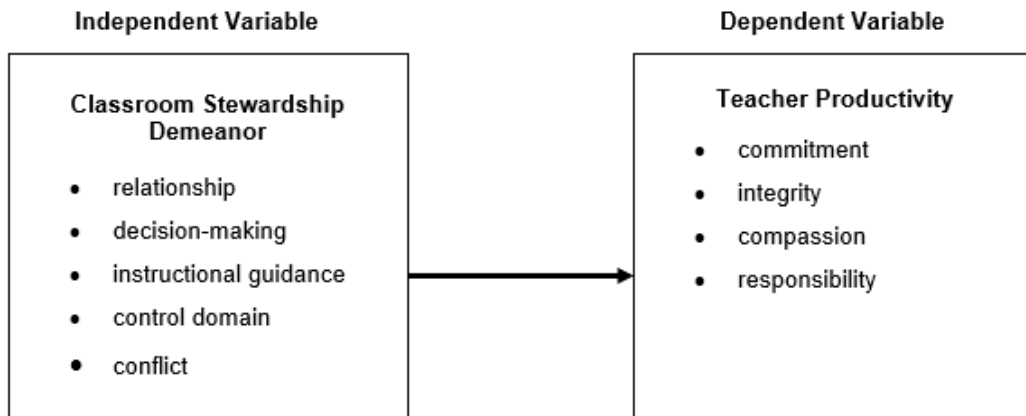 Independent Variable
Classroom Stewardship
Demeanor
• relationship
• decision-making
• instructional guidance
• control domain
• conflict
Dependent Variable
Teacher Productivity
• commitment
• integrity
• compassion
• responsibility